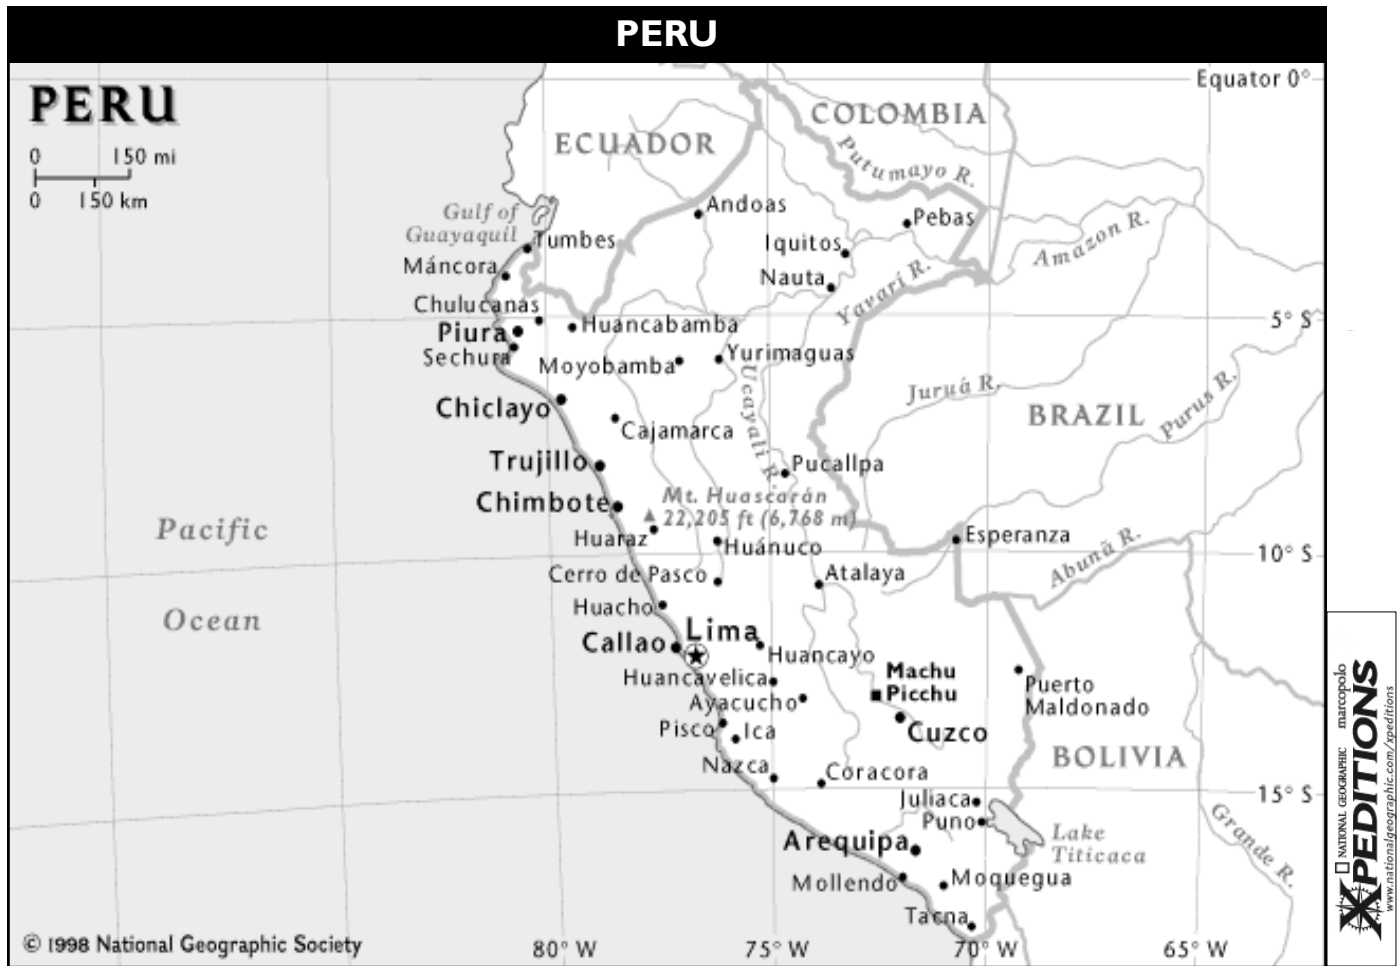 PERU
PERU
0 150 mi
0 150 km
Equator 0°
COLOMBIA
ECUADOR
Putumayo R.
Andoas
Pebas
Gulf of
Guayaquil
Tumbes
Iquitos
Amazon R.
Máncora
Nauta
Yavarí R.
Chulucanas
Piura
Huancabamba
5° S
Sechura
Moyobamba
Yurimaguas
Ucayali R.
Juruá R.
Purus R.
Chiclayo
Cajamarca
BRAZIL
Trujillo
Pucallpa
Chimbote
Mt. Huascarán
22,205 ft (6,768 m)
Pacific
Ocean
Huaraz
Huánuco
Esperanza
Abunã R.
10° S
Cerro de Pasco
Atalaya
Huacho
Callao
Lima
Huancayo
Huancavelica
Machu
Picchu
Puerto
Maldonado
Ayacucho
Pisco
Ica
Cuzco
BOLIVIA
Nazca
Coracora
15° S
Juliaca
Puno
Lake
Titicaca
Grande R.
Arequipa
Mollendo
Moquegua
Tacna
© 1998 National Geographic Society
80° W
75° W
70° W
65° W
NATIONAL GEOGRAPHIC marcopolo
XPEDITIONS
www.nationalgeographic.com/xpeditions